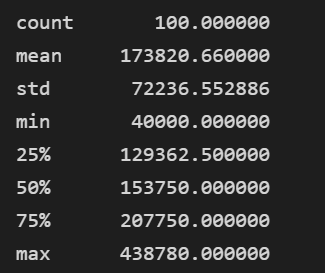 count 100.000000
mean 173820.660000
std 72236.552886
min 40000.000000
25% 129362.500000
50% 153750.000000
75% 207750.000000
max 438780.000000